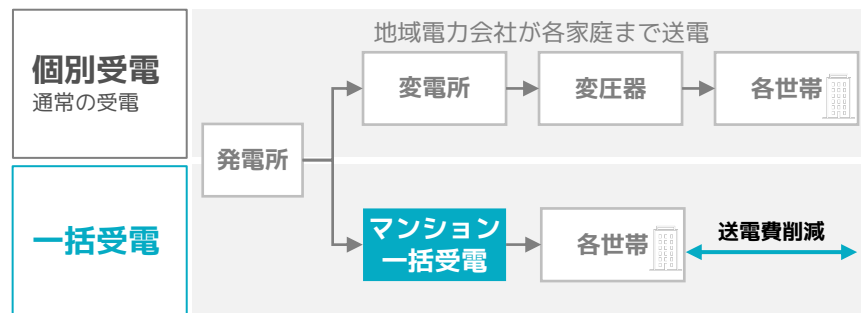 個別受電
通常の受電
地域電力会社が各家庭まで送電
変電所
変圧器
各世帯
発電所
一括受電
マンション
一括受電
各世帯
送電費削減